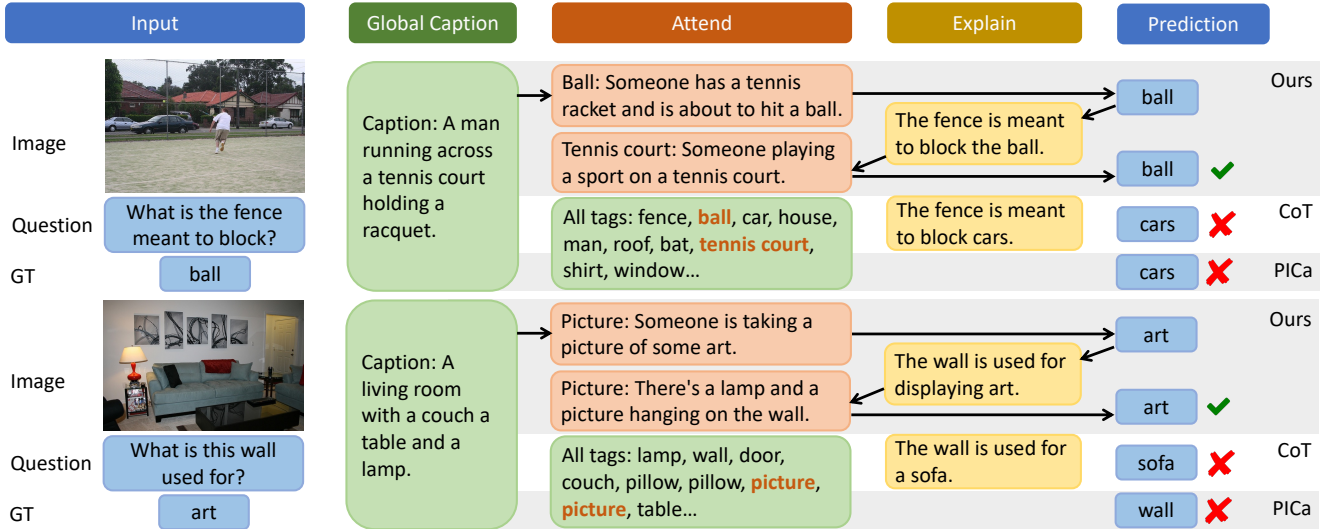 Input
Global Caption
Attend
Explain
Prediction
Image
Question
What is the fence
meant to block?
GT
ball
Caption: A man
running across
a tennis court
holding a
racquet.
Ball: Someone has a tennis
racket and is about to hit a ball.
Tennis court: Someone playing
a sport on a tennis court.
All tags: fence, ball, car, house,
man, roof, bat, tennis court,
shirt, window...
The fence is meant
to block the ball.
The fence is meant
to block cars.
ball
Ours
ball
cars
CoT
cars
PICa
Image
Question
What is this wall
used for?
GT
art
Caption: A
living room
with a couch a
table and a
lamp.
Picture: Someone is taking a
picture of some art.
Picture: There's a lamp and a
picture hanging on the wall.
All tags: lamp, wall, door,
couch, pillow, pillow, picture,
picture, table...
The wall is used for
displaying art.
The wall is used for
a sofa.
art
Ours
art
sofa
CoT
wall
PICa